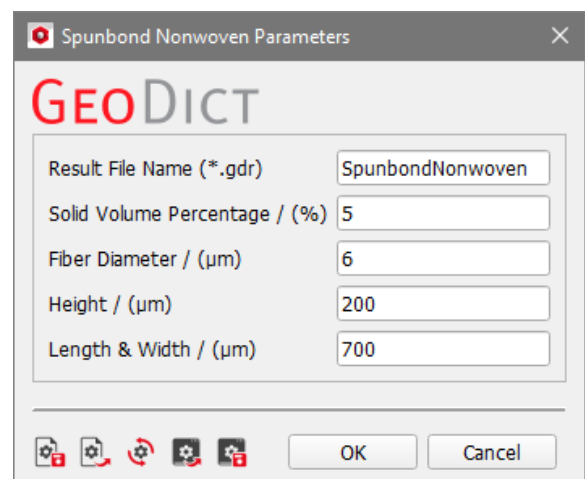 Spunbond Nonwoven Parameters
GEODICT
Result File Name (*.gdr) SpunbondNonwoven
Solid Volume Percentage / (%) 5
Fiber Diameter / (µm) 6
Height / (µm) 200
Length & Width / (µm) 700
OK Cancel